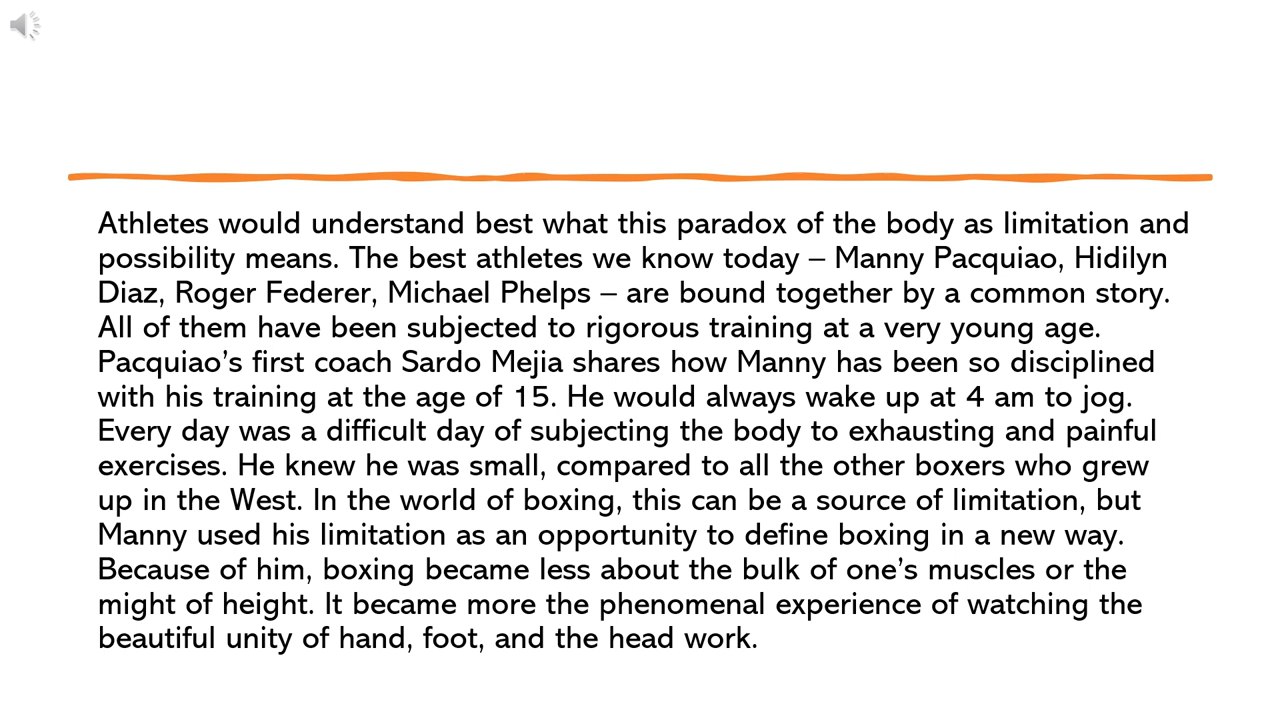 Athletes would understand best what this paradox of the body as limitation and
possibility means. The best athletes we know today – Manny Pacquiao, Hidilyn
Diaz, Roger Federer, Michael Phelps – are bound together by a common story.
All of them have been subjected to rigorous training at a very young age.
Pacquiao’s first coach Sardo Mejia shares how Manny has been so disciplined
with his training at the age of 15. He would always wake up at 4 am to jog.
Every day was a difficult day of subjecting the body to exhausting and painful
exercises. He knew he was small, compared to all the other boxers who grew
up in the West. In the world of boxing, this can be a source of limitation, but
Manny used his limitation as an opportunity to define boxing in a new way.
Because of him, boxing became less about the bulk of one’s muscles or the
might of height. It became more the phenomenal experience of watching the
beautiful unity of hand, foot, and the head work.